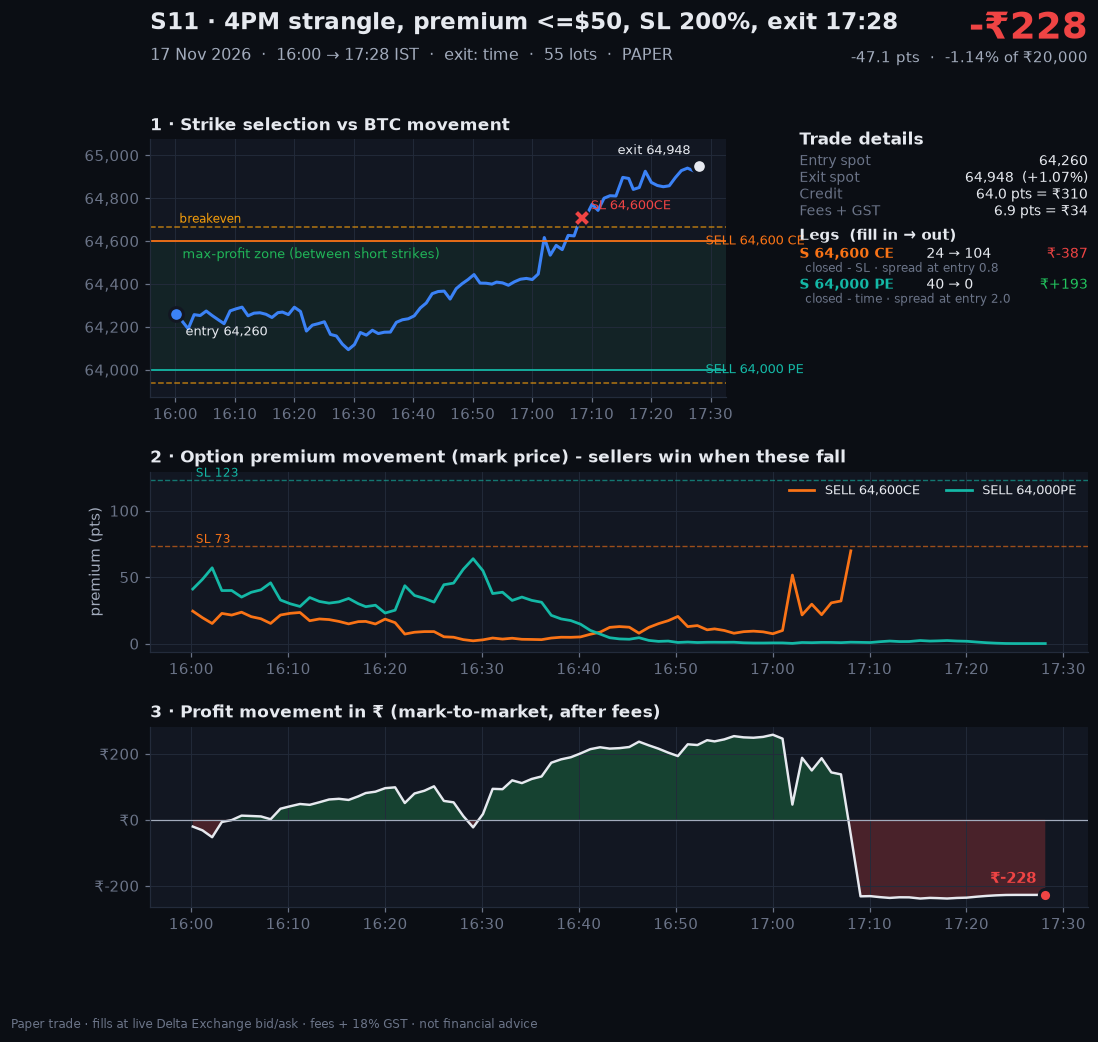 S11 · 4PM strangle, premium <=$50, SL 200%, exit 17:28
-₹228
17 Nov 2026 · 16:00 → 17:28 IST · exit: time · 55 lots · PAPER
-47.1 pts · -1.14% of ₹20,000
1 · Strike selection vs BTC movement
65,000
64,800
64,600
64,400
64,200
64,000
exit 64,948
SL 64,600CE
breakeven
SELL 64,600 CE
max-profit zone (between short strikes)
entry 64,260
SELL 64,000 PE
16:00 16:10 16:20 16:30 16:40 16:50 17:00 17:10 17:20 17:30
Trade details
Entry spot 64,260
Exit spot 64,948 (+1.07%)
Credit 64.0 pts = ₹310
Fees + GST 6.9 pts = ₹34
Legs (fill in → out)
S 64,600 CE 24 → 104 ₹-387
closed - SL · spread at entry 0.8
S 64,000 PE 40 → 0 ₹+193
closed - time · spread at entry 2.0
2 · Option premium movement (mark price) - sellers win when these fall
SL 123
SELL 64,600CE SELL 64,000PE
SL 73
premium (pts)
100
50
0
16:00 16:10 16:20 16:30 16:40 16:50 17:00 17:10 17:20 17:30
3 · Profit movement in ₹ (mark-to-market, after fees)
₹200
₹0
₹-200
₹-228
16:00 16:10 16:20 16:30 16:40 16:50 17:00 17:10 17:20 17:30
Paper trade · fills at live Delta Exchange bid/ask · fees + 18% GST · not financial advice